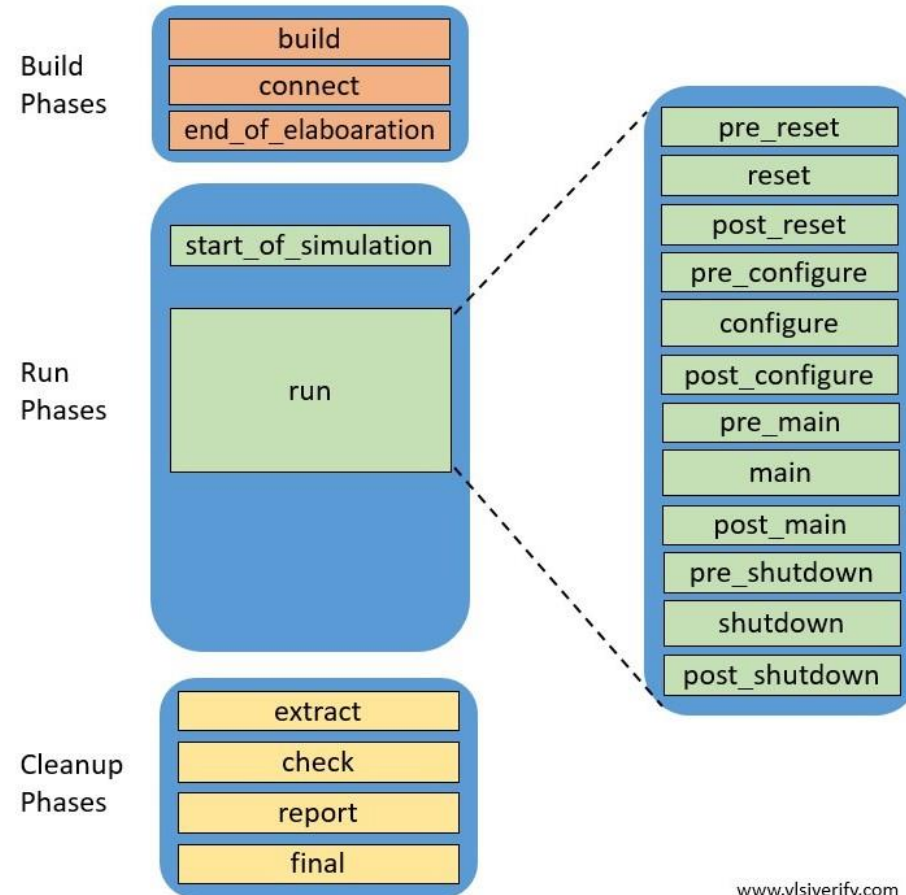 Build
Phases
build
connect
end_of_elaboaration
Run
Phases
start_of_simulation
run
pre_reset
reset
post_reset
pre_configure
configure
post_configure
pre_main
main
post_main
pre_shutdown
shutdown
post_shutdown
Cleanup
Phases
extract
check
report
final
www.vlsiverify.com